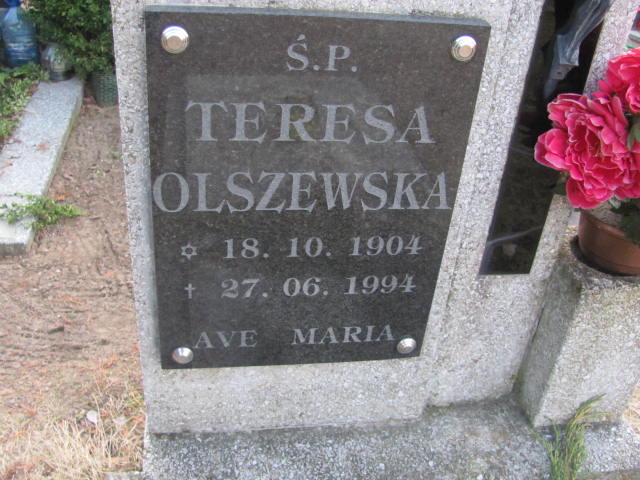 Ś.P.
TERESA
OLSZEWSKA
✡ 18. 10. 1904
† 27. 06. 1994
AVE MARIA